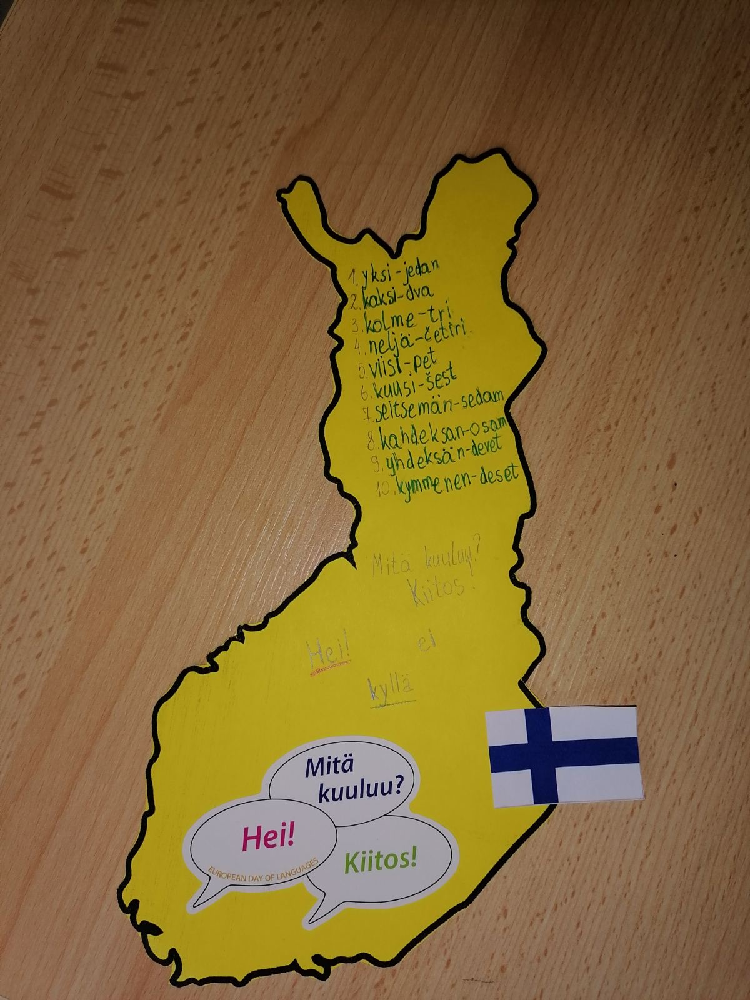 1. yksi-jedan
2. kaksi-dva
3. kolme-tri
4. neljä-četiri
5. viisi-pet
6. kuusi-šest
7. seitsemän-sedam
8. kahdeksan-osam
9. yhdeksän-devet
10. kymmenen-deset
Mitä kuuluu?
Kiitos!
Hei! ei
kyllä
Mitä
kuuluu?
Hei!
EUROPEAN DAY OF LANGUAGES
Kiitos!